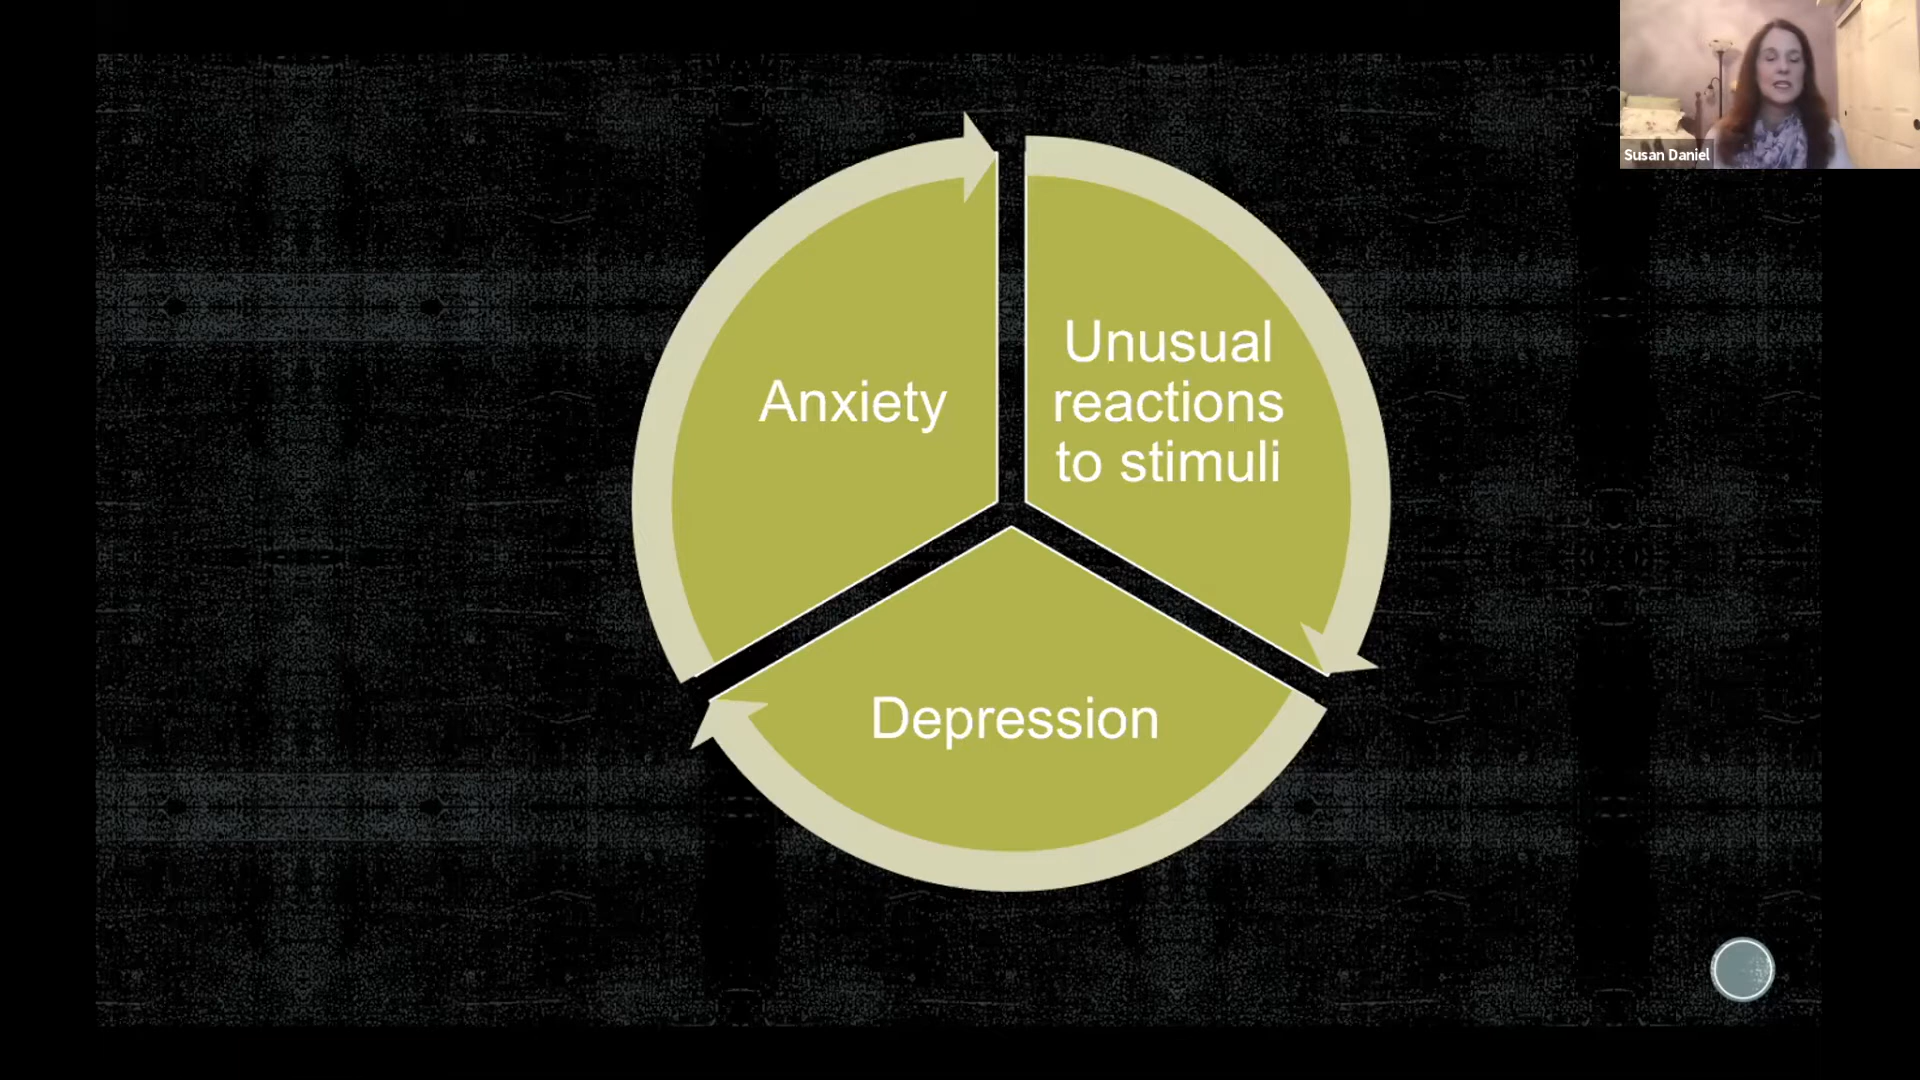 Susan Daniel
Anxiety
Unusual
reactions
to stimuli
Depression